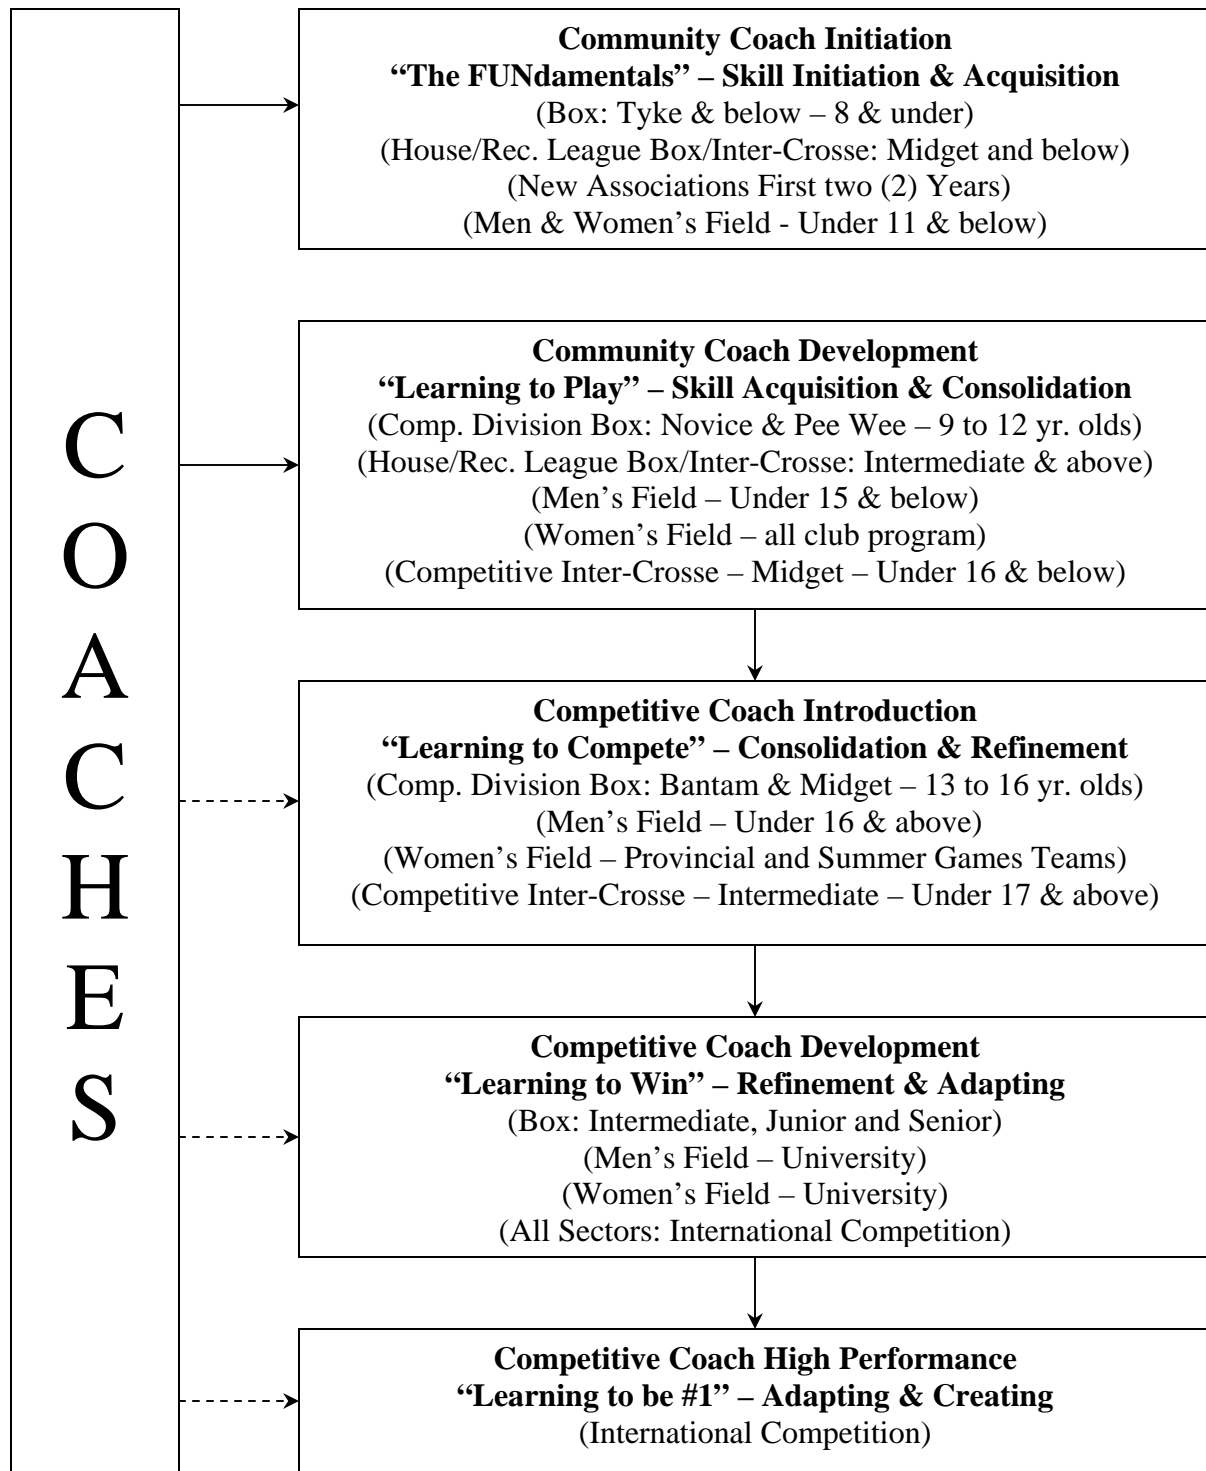 COACHES
Community Coach Initiation
“The FUNdamentals” – Skill Initiation & Acquisition
(Box: Tyke & below – 8 & under)
(House/Rec. League Box/Inter-Crosse: Midget and below)
(New Associations First two (2) Years)
(Men & Women’s Field - Under 11 & below)
Community Coach Development
“Learning to Play” – Skill Acquisition & Consolidation
(Comp. Division Box: Novice & Pee Wee – 9 to 12 yr. olds)
(House/Rec. League Box/Inter-Crosse: Intermediate & above)
(Men’s Field – Under 15 & below)
(Women’s Field – all club program)
(Competitive Inter-Crosse – Midget – Under 16 & below)
Competitive Coach Introduction
“Learning to Compete” – Consolidation & Refinement
(Comp. Division Box: Bantam & Midget – 13 to 16 yr. olds)
(Men’s Field – Under 16 & above)
(Women’s Field – Provincial and Summer Games Teams)
(Competitive Inter-Crosse – Intermediate – Under 17 & above)
Competitive Coach Development
“Learning to Win” – Refinement & Adapting
(Box: Intermediate, Junior and Senior)
(Men’s Field – University)
(Women’s Field – University)
(All Sectors: International Competition)
Competitive Coach High Performance
“Learning to be #1” – Adapting & Creating
(International Competition)